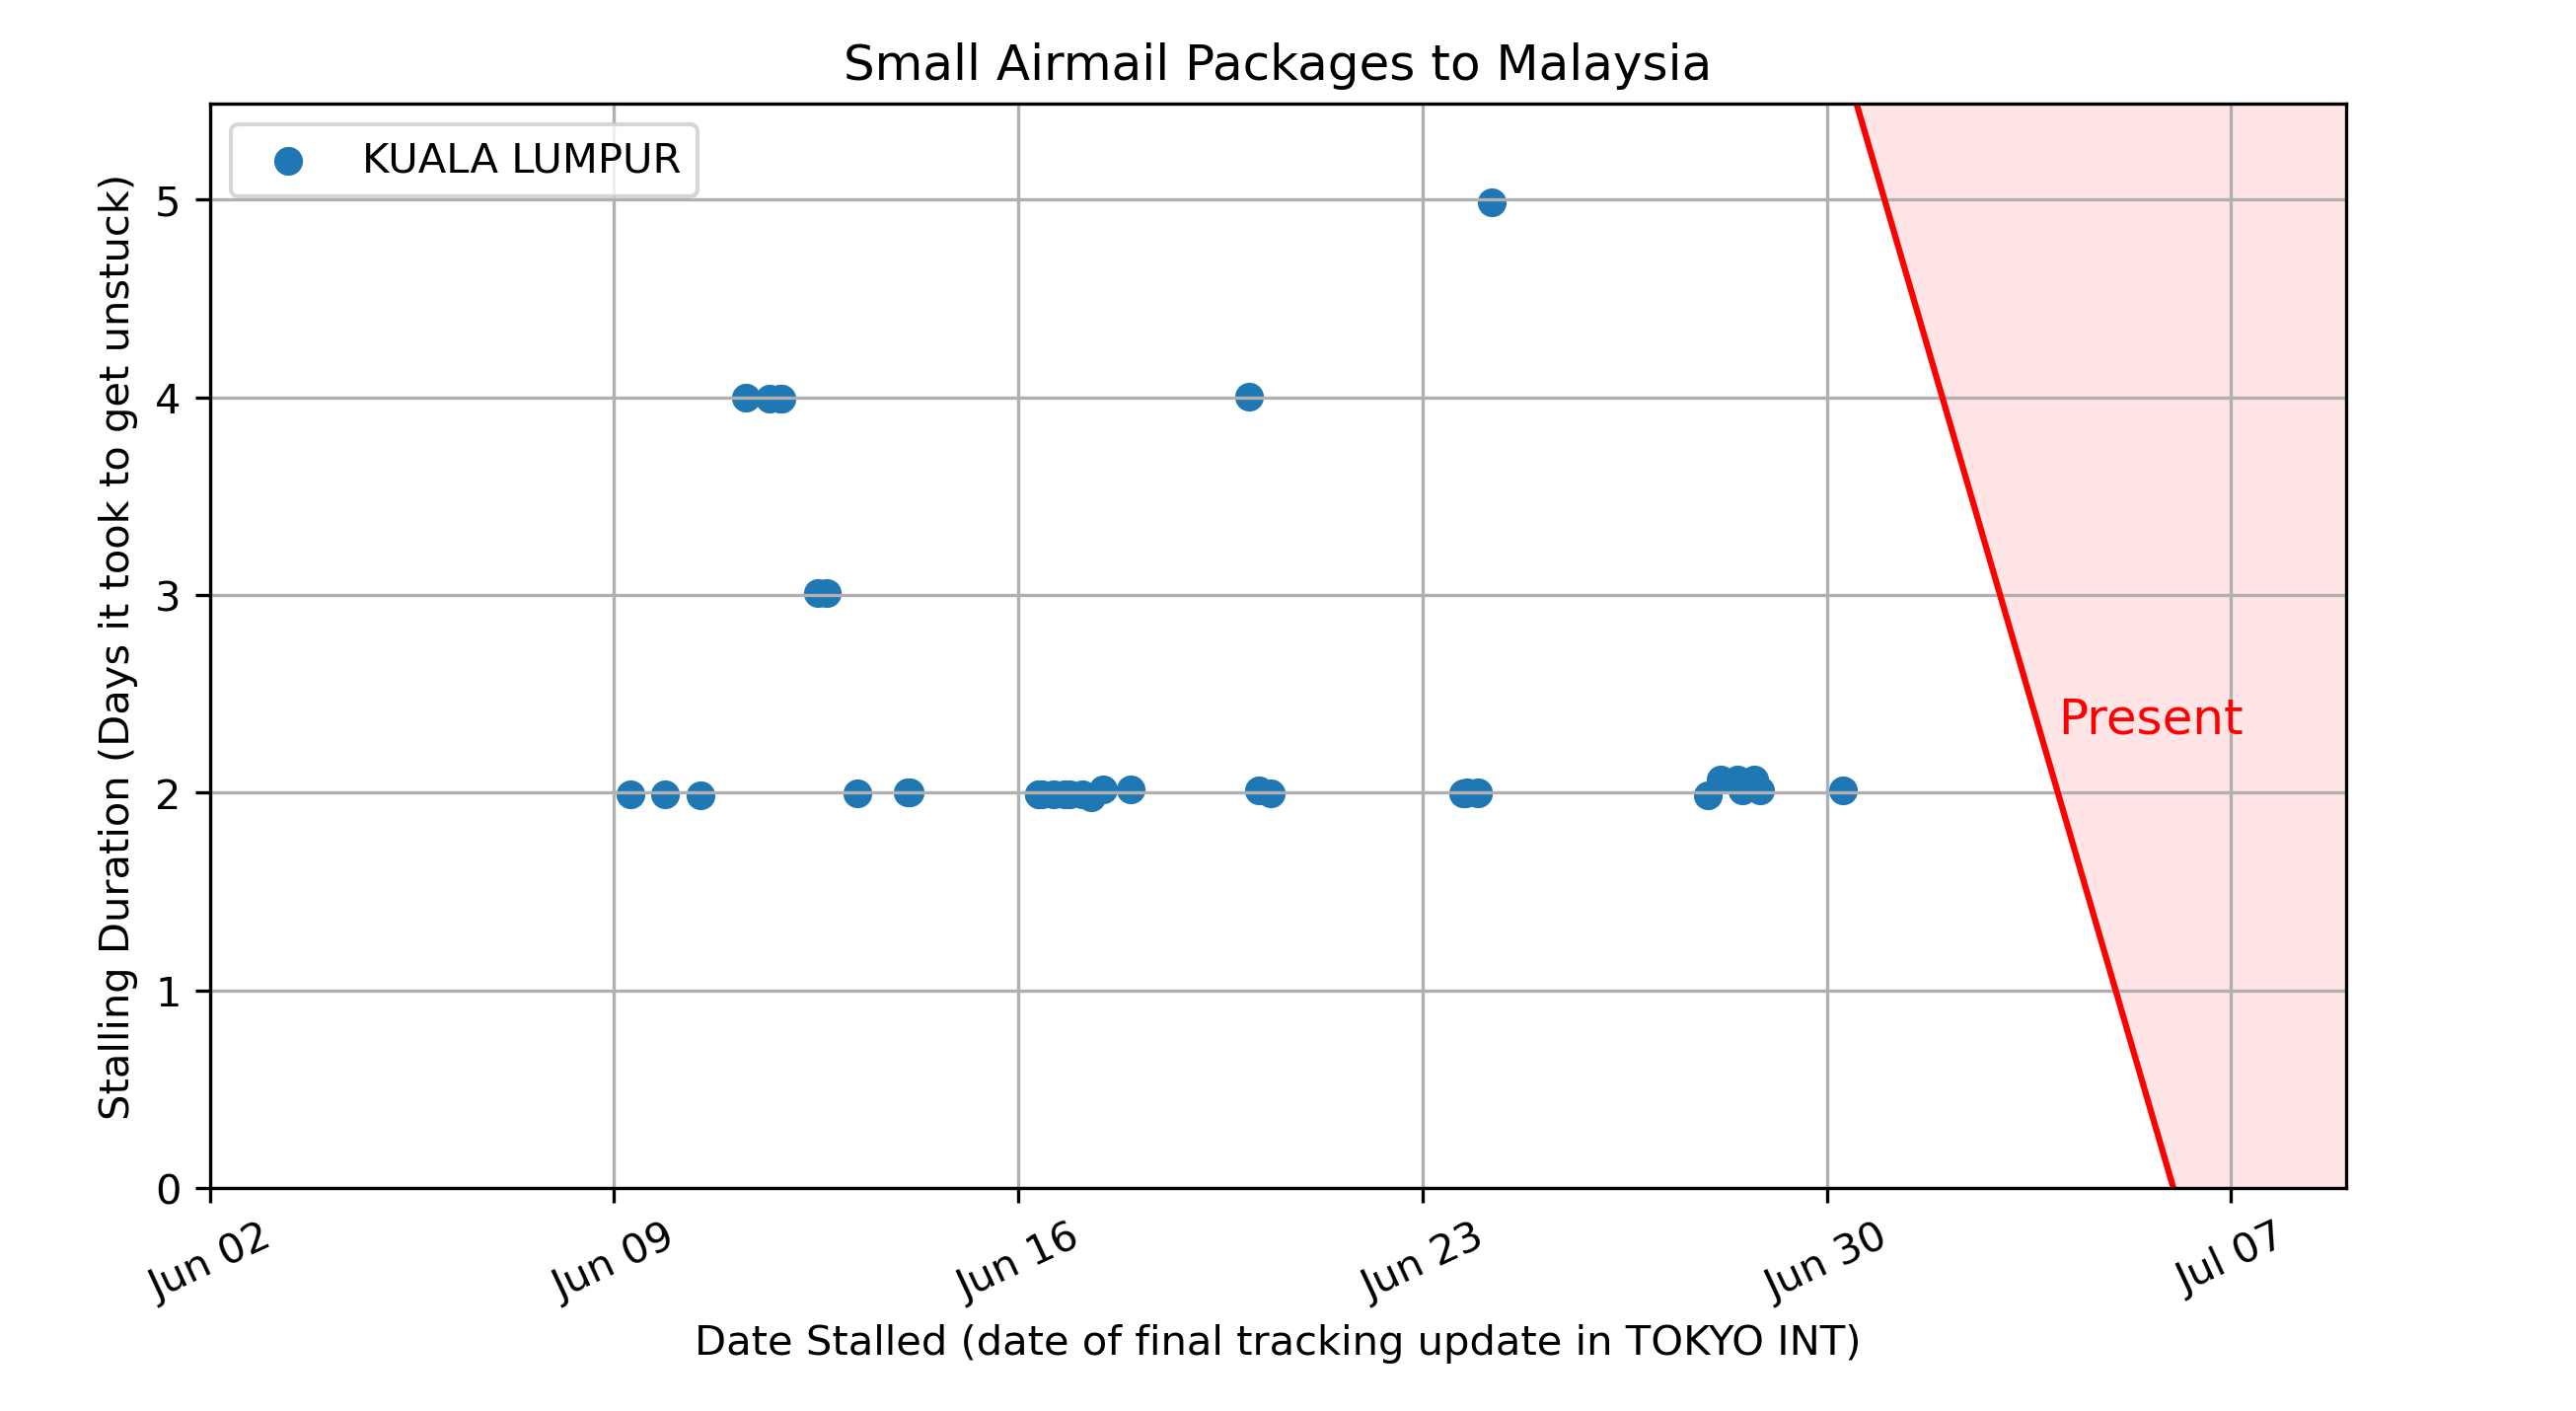 Small Airmail Packages to Malaysia
KUALA LUMPUR
Stalling Duration (Days it took to get unstuck)
5
4
3
2
1
0
Present
Jun 02
Jun 09
Jun 16
Jun 23
Jun 30
Jul 07
Date Stalled (date of final tracking update in TOKYO INT)